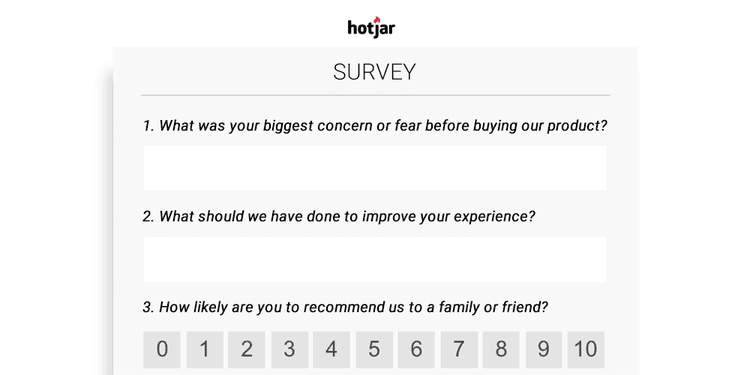 hotjar
SURVEY
1. What was your biggest concern or fear before buying our product?
2. What should we have done to improve your experience?
3. How likely are you to recommend us to a family or friend?
0 1 2 3 4 5 6 7 8 9 10